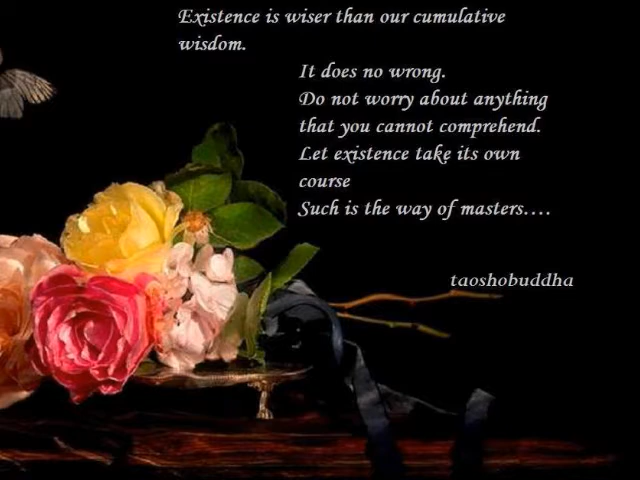 Existence is wiser than our cumulative
wisdom.
It does no wrong.
Do not worry about anything
that you cannot comprehend.
Let existence take its own
course
Such is the way of masters….
taoshobuddha